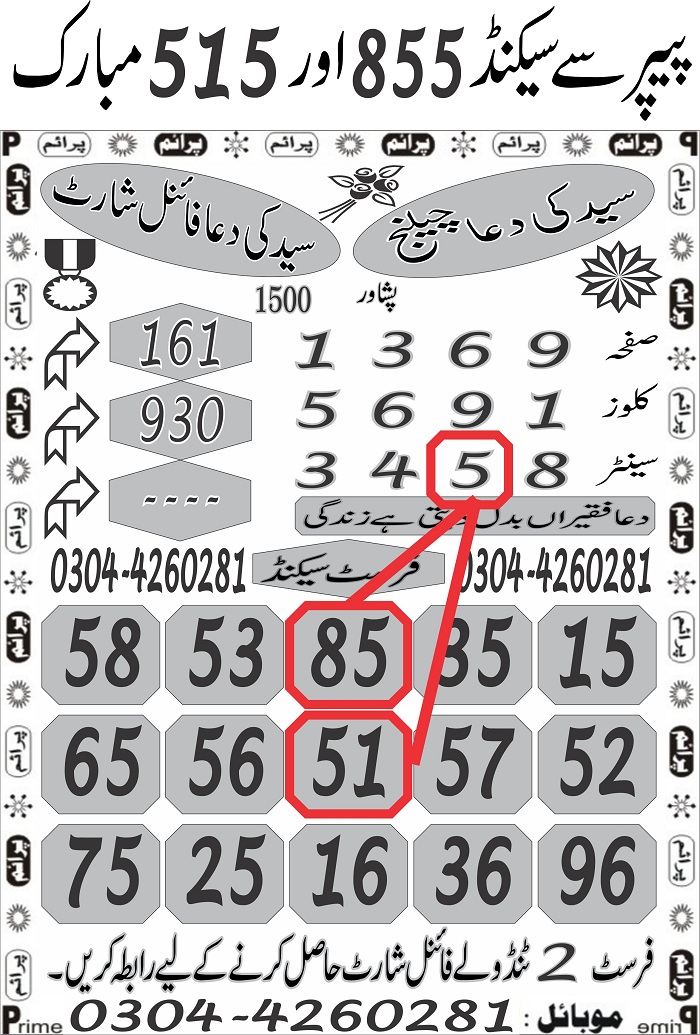 پیپر سے سیکنڈ 855 اور 515 مبارک
پرائم پرائم پرائم پرائم پرائم پرائم
سید کی دعا چیلنج
سید کی دعا فائنل شارٹ
پشاور 1500
صفحہ 1 3 6 9
161
کلوز 5 6 9 1
930
سینٹر 3 4 5 8
----
دعا فقیراں بدل ہے زندگی
0304-4260281 فرسٹ سیکنڈ 0304-4260281
58 53 85 35 15
65 56 51 57 52
75 25 16 36 96
فرسٹ 2 ٹنڈولے فائنل شارٹ حاصل کرنے کے لیے رابطہ کریں۔
موبائل : 0304-4260281
Prime Prime